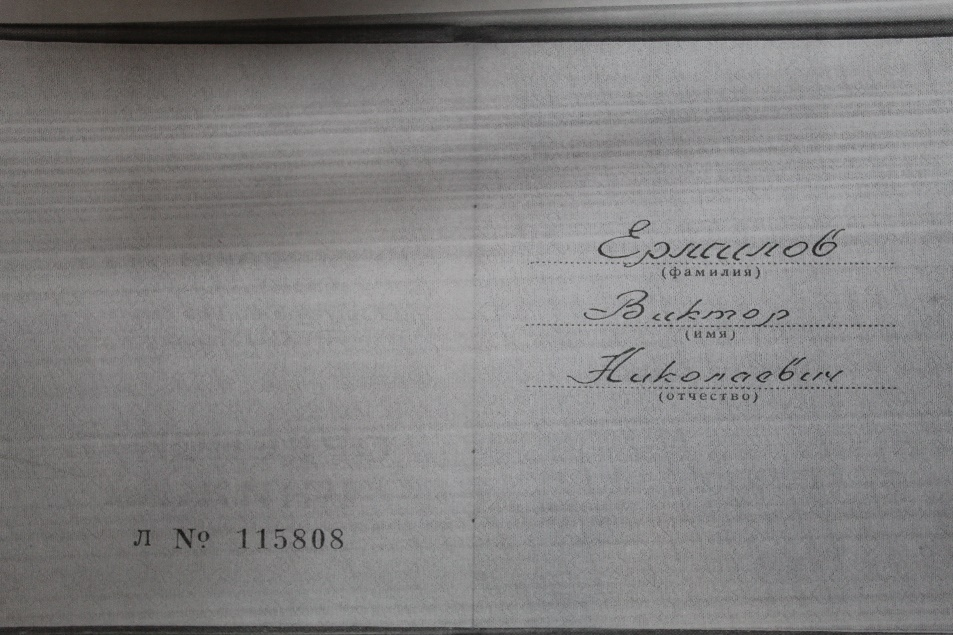 Ермилов
(фамилия)
Виктор
(имя)
Николаевич
(отчество)
Л № 115808